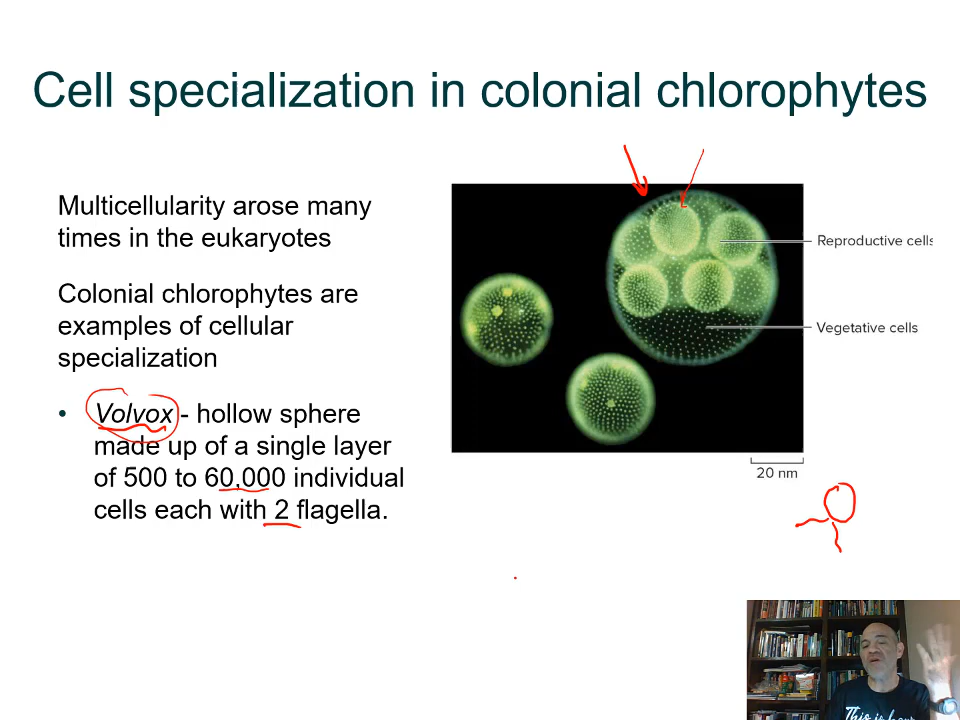 Cell specialization in colonial chlorophytes
Multicellularity arose many
times in the eukaryotes
Colonial chlorophytes are
examples of cellular
specialization
• Volvox - hollow sphere
made up of a single layer
of 500 to 60,000 individual
cells each with 2 flagella.
Reproductive cells
Vegetative cells
20 nm
This is